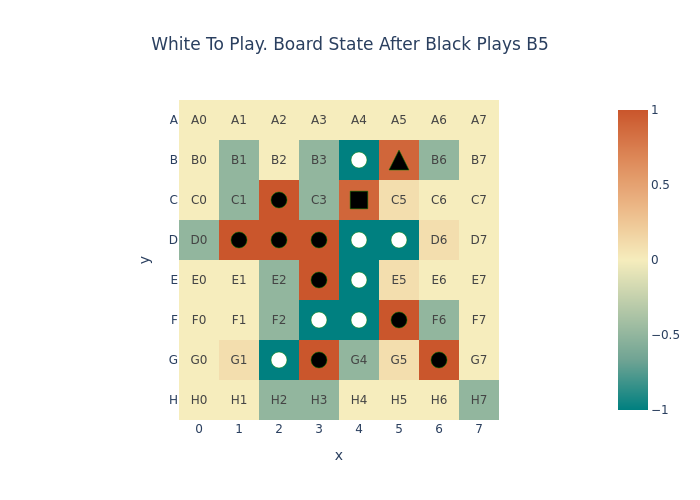 White To Play. Board State After Black Plays B5
A A0 A1 A2 A3 A4 A5 A6 A7
B B0 B1 B2 B3 B6 B7
C C0 C1 C3 C5 C6 C7
D D0 D6 D7
E E0 E1 E2 E5 E6 E7
F F0 F1 F2 F6 F7
G G0 G1 G4 G5 G7
H H0 H1 H2 H3 H4 H5 H6 H7
0 1 2 3 4 5 6 7
x
y
1
0.5
0
−0.5
−1